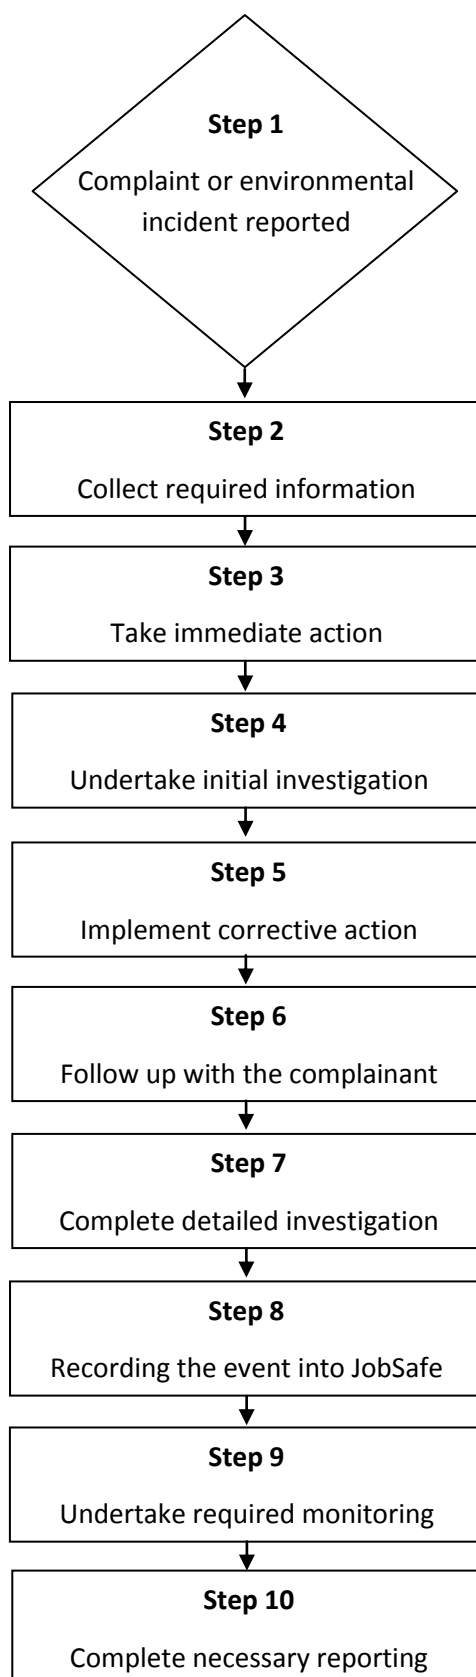 Step 1
Complaint or environmental
incident reported
Step 2
Collect required information
Step 3
Take immediate action
Step 4
Undertake initial investigation
Step 5
Implement corrective action
Step 6
Follow up with the complainant
Step 7
Complete detailed investigation
Step 8
Recording the event into JobSafe
Step 9
Undertake required monitoring
Step 10
Complete necessary reporting